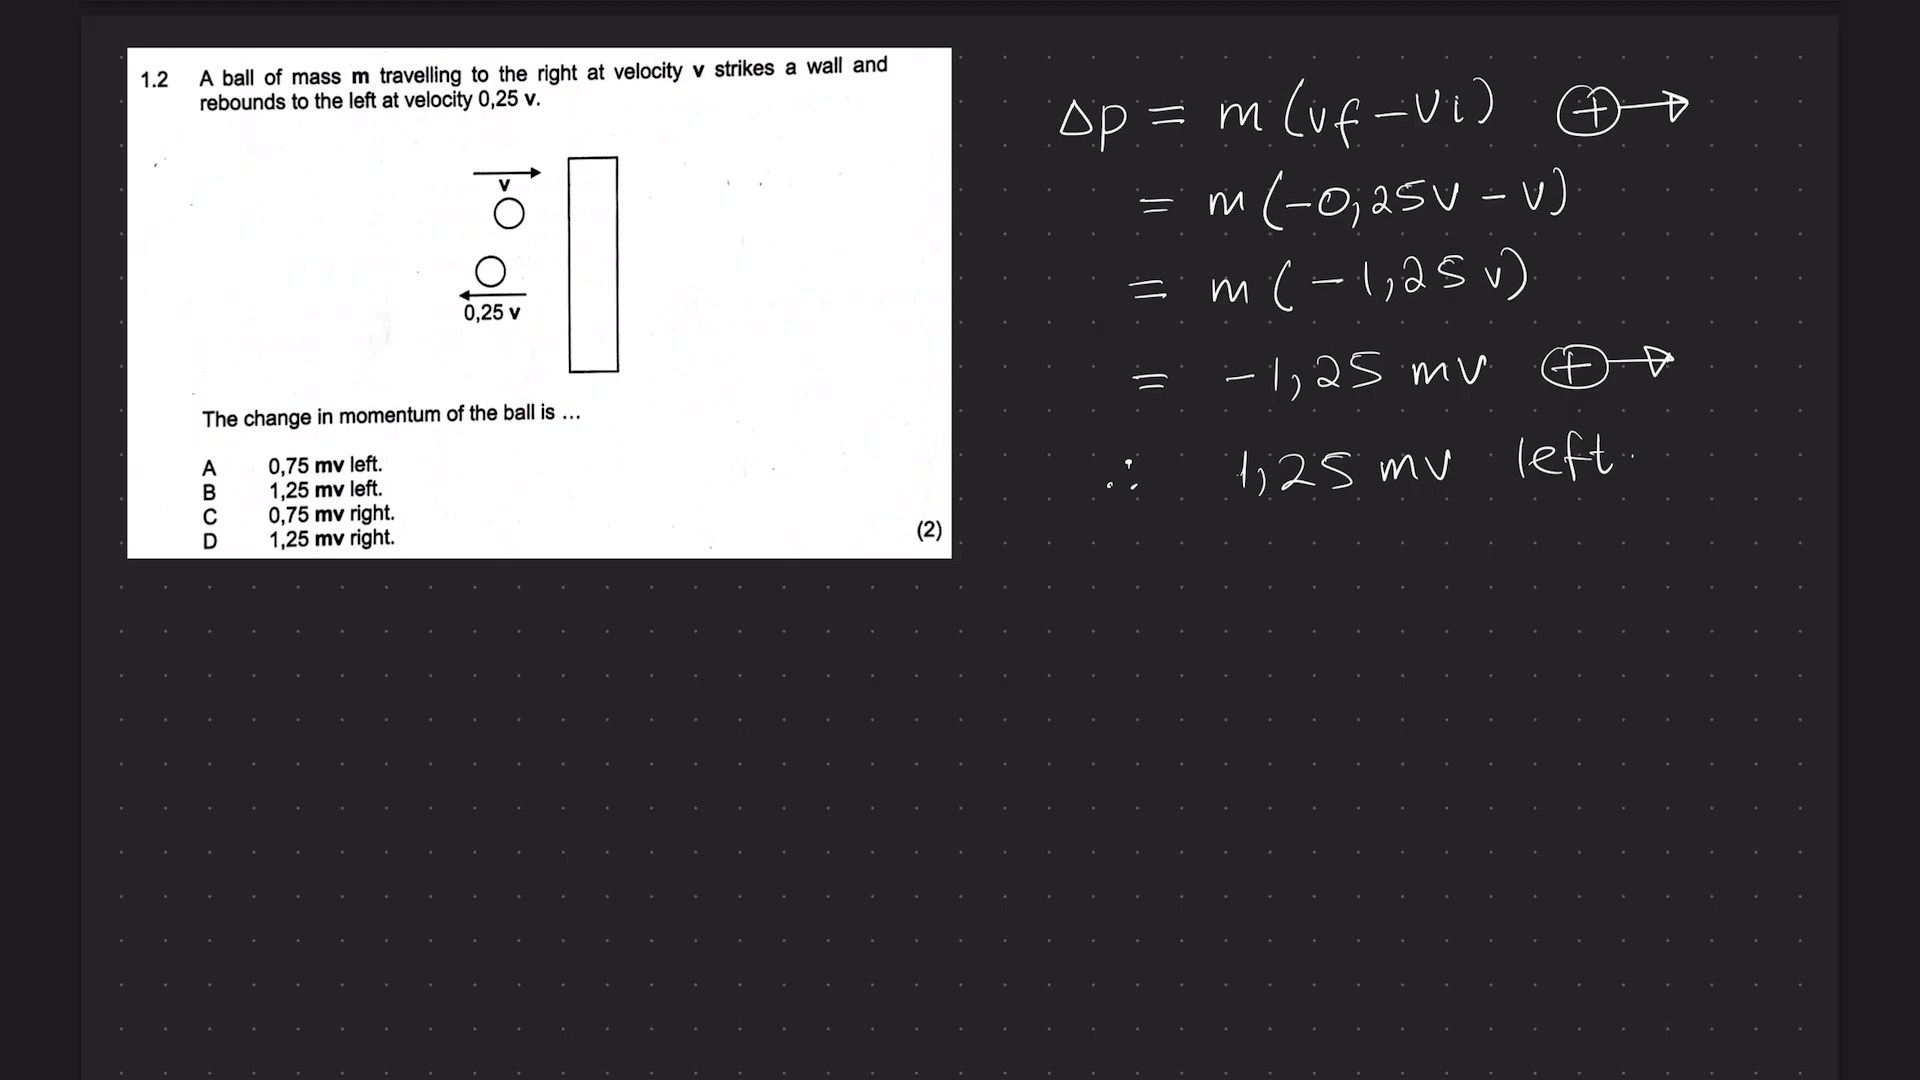 1.2 A ball of mass m travelling to the right at velocity v strikes a wall and
rebounds to the left at velocity 0,25 v.
v
0,25 v
The change in momentum of the ball is ...
A 0,75 mv left.
B 1,25 mv left.
C 0,75 mv right.
D 1,25 mv right.
(2)
Δp = m(vf - vi) ⊕→
= m(-0,25v - v)
= m(-1,25v)
= -1,25 mv ⊕→
∴ 1,25 mv left.